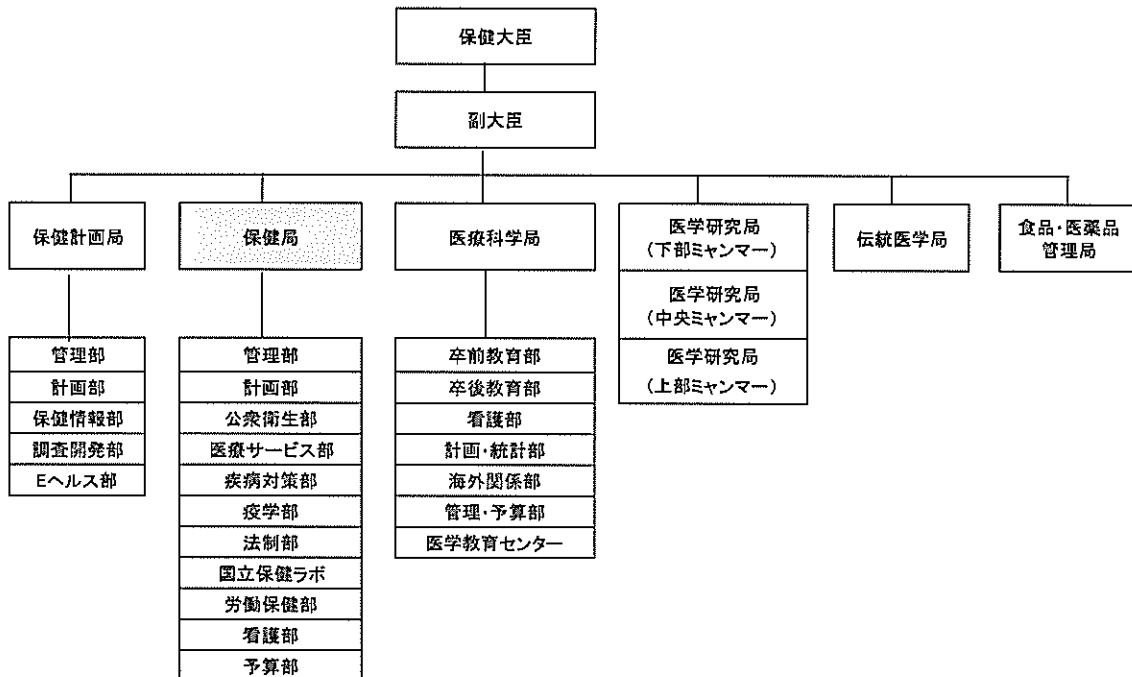 保健大臣
副大臣
保健計画局
保健局
医療科学局
医学研究局
(下部ミャンマー)
医学研究局
(中央ミャンマー)
医学研究局
(上部ミャンマー)
伝統医学局
食品・医薬品
管理局
管理部
計画部
保健情報部
調査開発部
Eヘルス部
管理部
計画部
公衆衛生部
医療サービス部
疾病対策部
疫学部
法制部
国立保健ラボ
労働保健部
看護部
予算部
卒前教育部
卒後教育部
看護部
計画・統計部
海外関係部
管理・予算部
医学教育センター